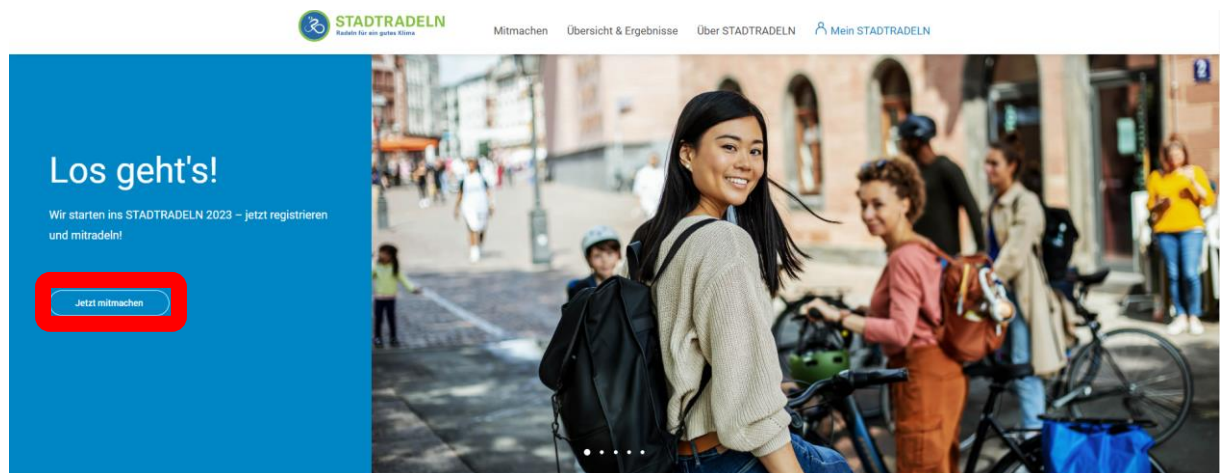 STADTRADELN
Radeln für ein gutes Klima
Mitmachen Übersicht & Ergebnisse Über STADTRADELN Mein STADTRADELN
Los geht's!
Wir starten ins STADTRADELN 2023 – jetzt registrieren
und mitradeln!
Jetzt mitmachen
2